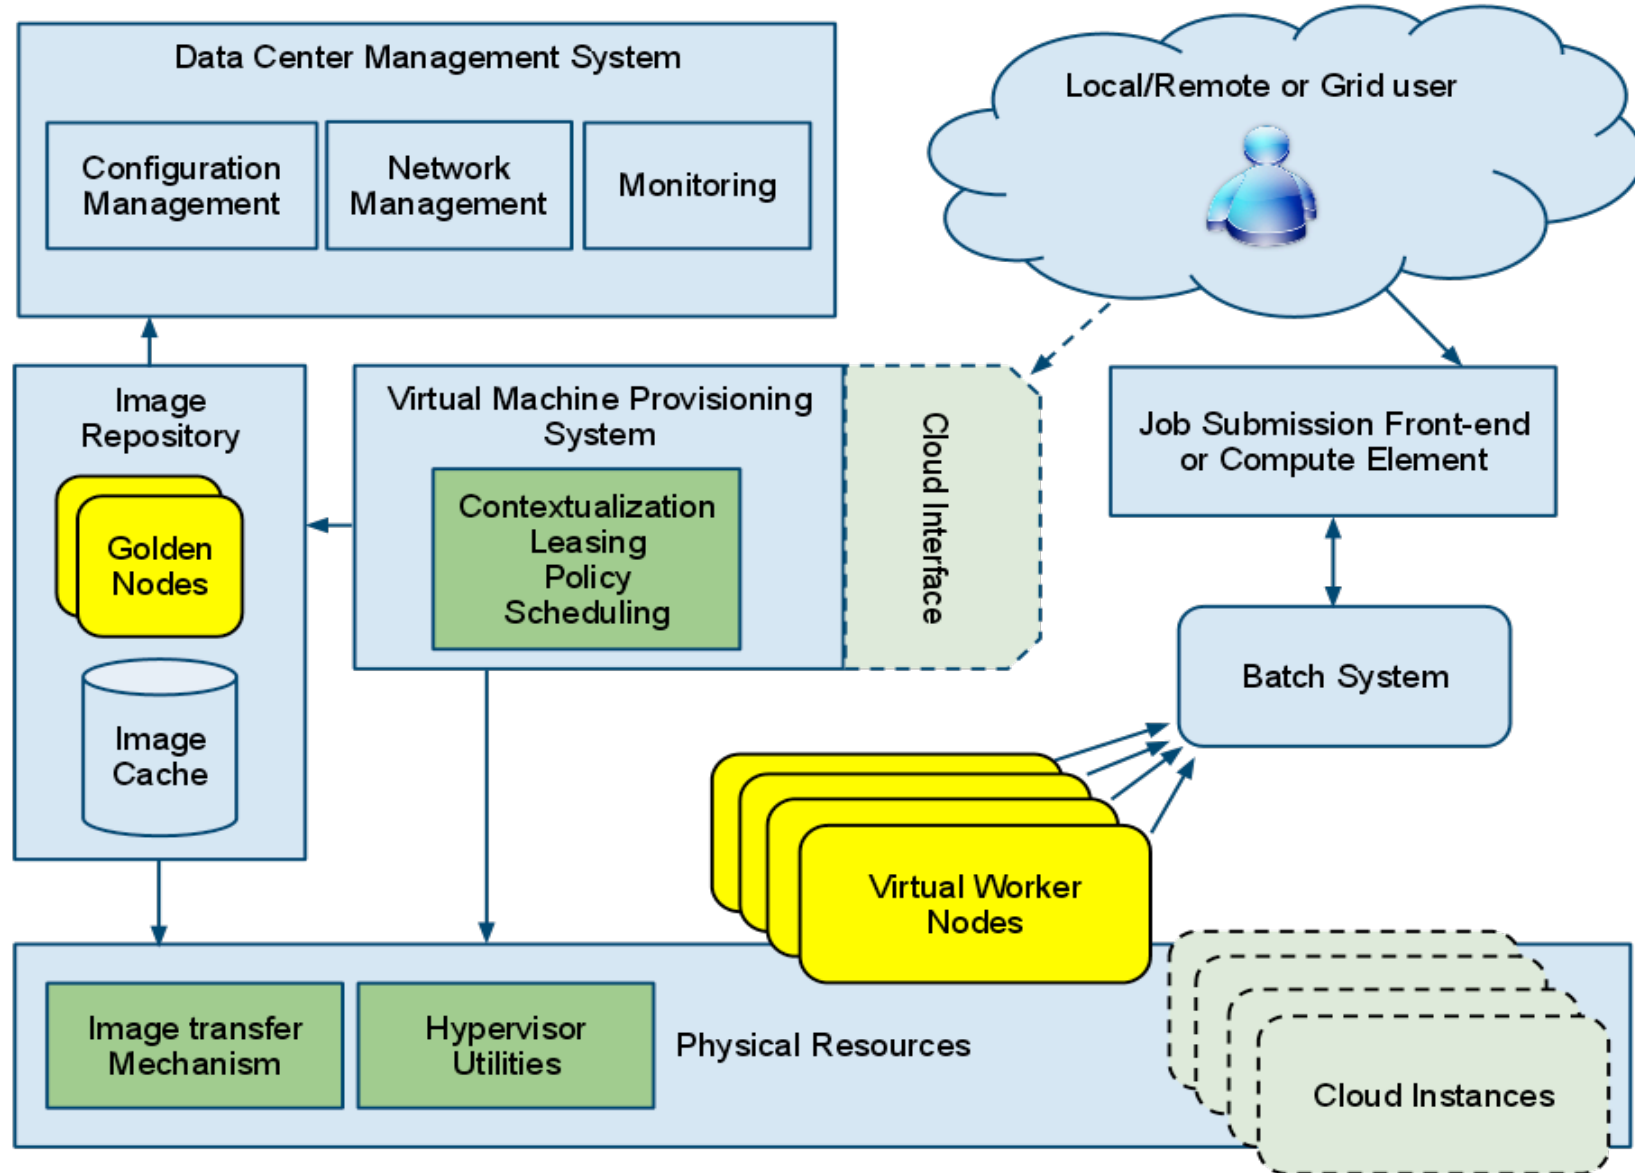 Data Center Management System
Configuration
Management
Network
Management
Monitoring
Local/Remote or Grid user
Image
Repository
Golden
Nodes
Image
Cache
Virtual Machine Provisioning
System
Contextualization
Leasing
Policy
Scheduling
Cloud Interface
Job Submission Front-end
or Compute Element
Batch System
Virtual Worker
Nodes
Image transfer
Mechanism
Hypervisor
Utilities
Physical Resources
Cloud Instances